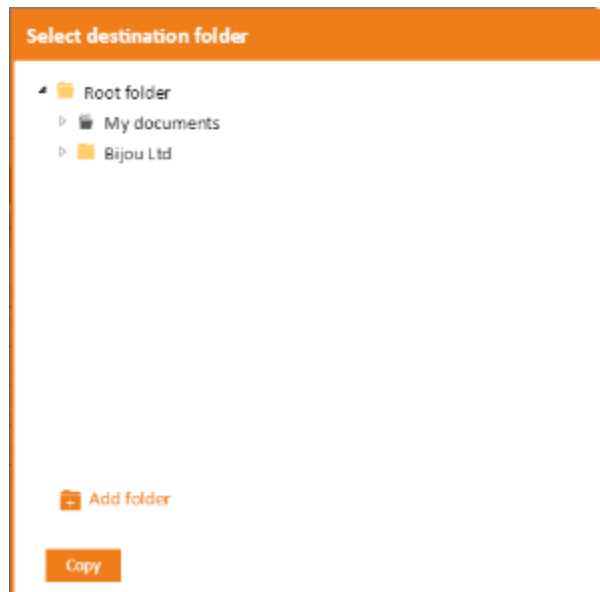 Select destination folder
Root folder
My documents
Bijou Ltd
Add folder
Copy